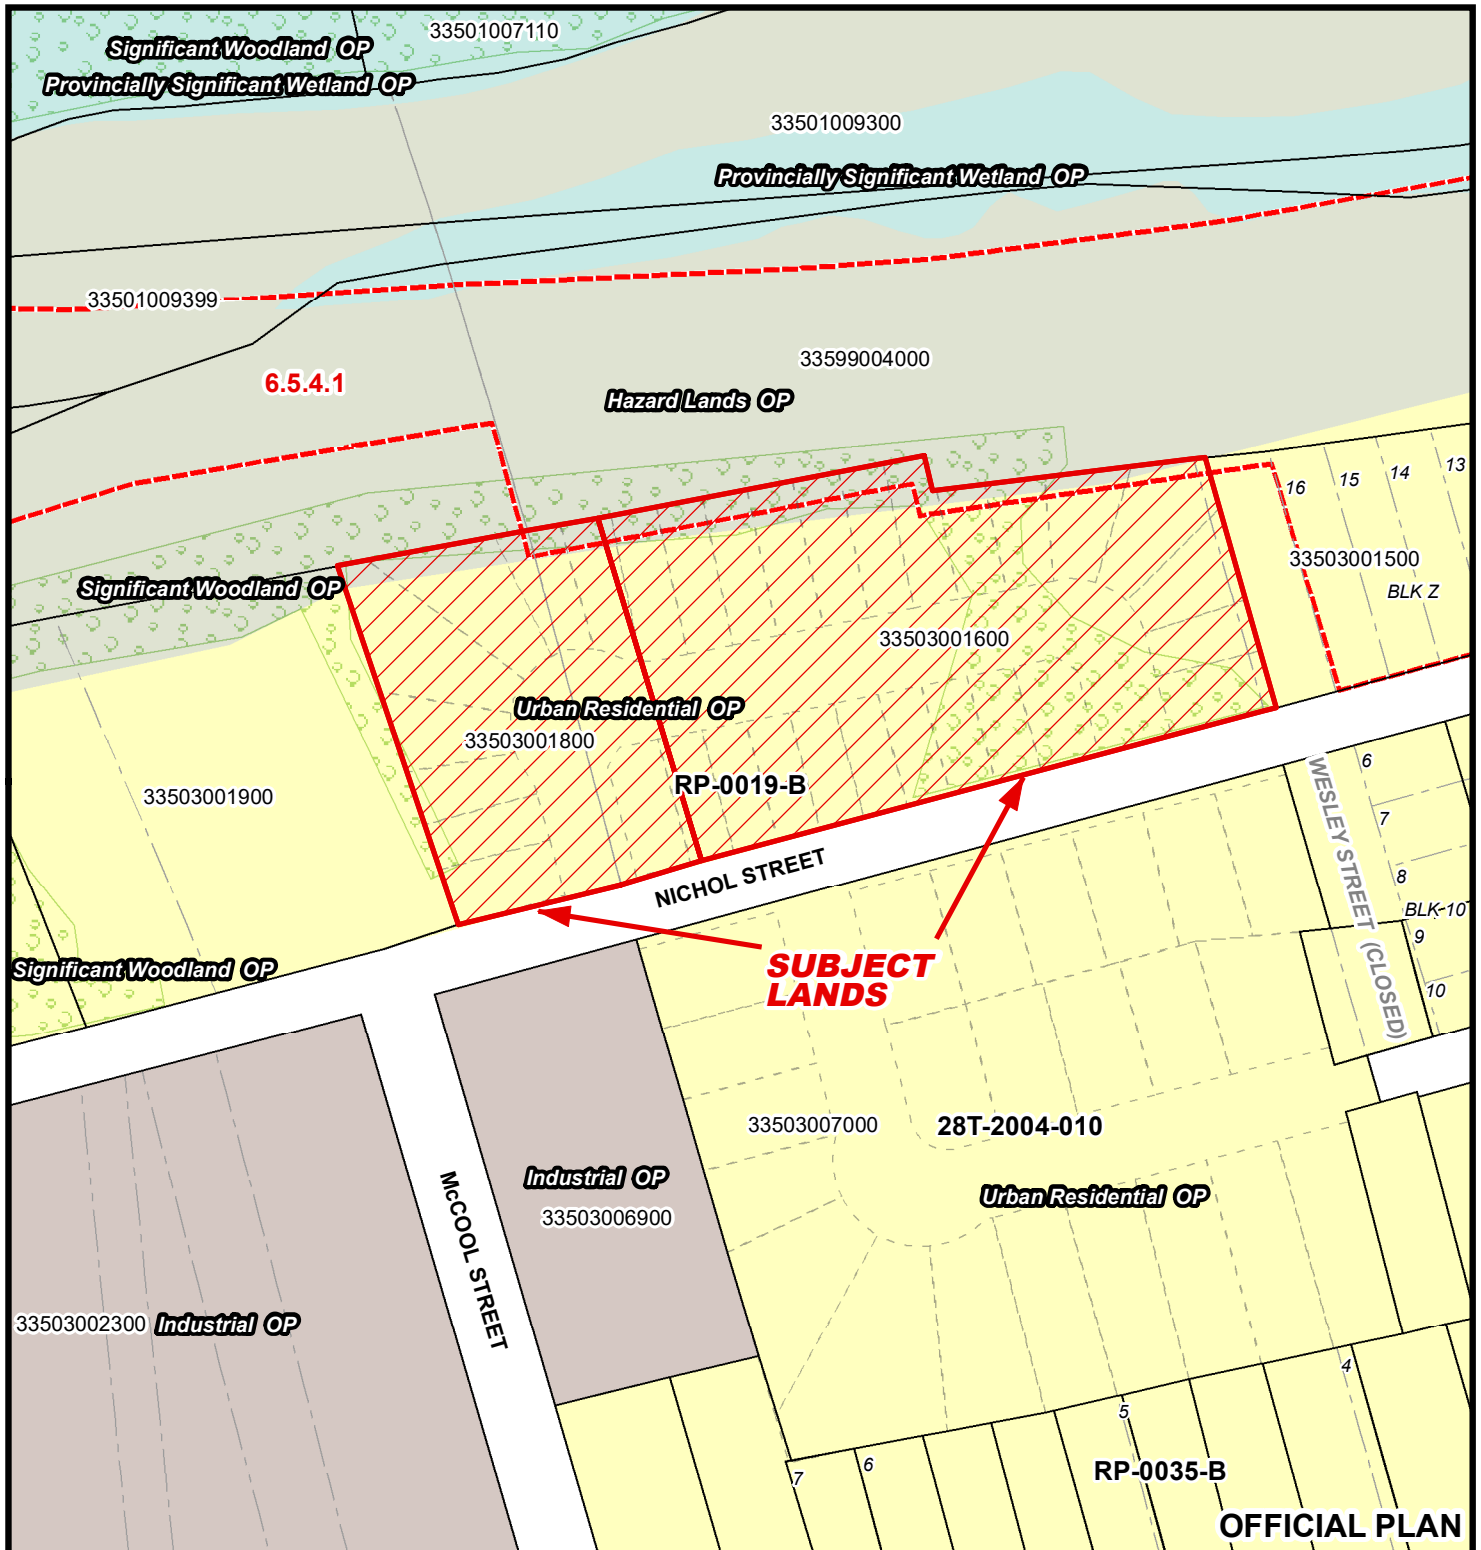 33501007110
Significant Woodland OP
Provincially Significant Wetland OP
33501009300
Provincially Significant Wetland OP
33501009399
33599004000
6.5.4.1
Hazard Lands OP
16
15
14
13
33503001500
BLK Z
Significant Woodland OP
33503001600
Urban Residential OP
33503001800
RP-0019-B
33503001900
NICHOL STREET
WESLEY STREET (CLOSED)
6
7
8
BLK 10
9
10
SUBJECT
LANDS
Significant Woodland OP
33503007000
28T-2004-010
Industrial OP
33503006900
Urban Residential OP
McCOOL STREET
33503002300 Industrial OP
4
5
6
7
RP-0035-B
OFFICIAL PLAN